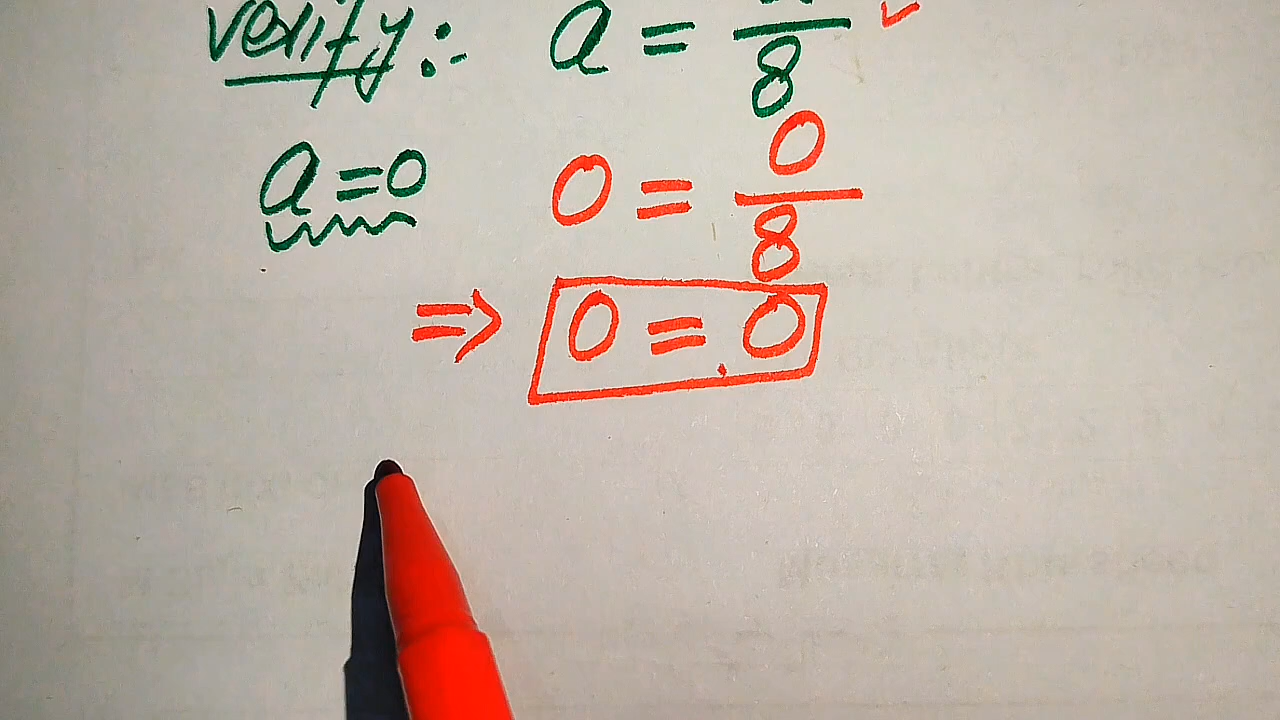 verify :- a = /8
a = 0 0 = 0/8
⇒ 0 = 0